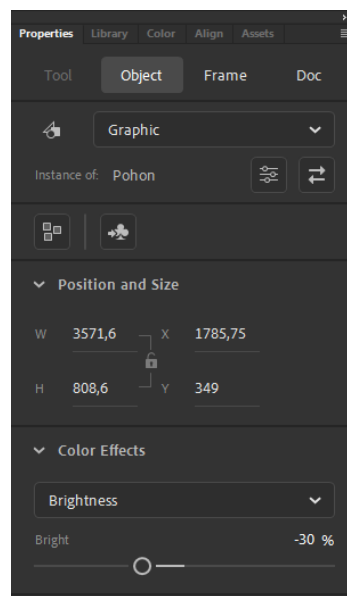 Properties Library Color Align Assets
Tool Object Frame Doc
Graphic
Instance of: Pohon
Position and Size
W 3571,6 X 1785,75
H 808,6 Y 349
Color Effects
Brightness
Bright -30 %